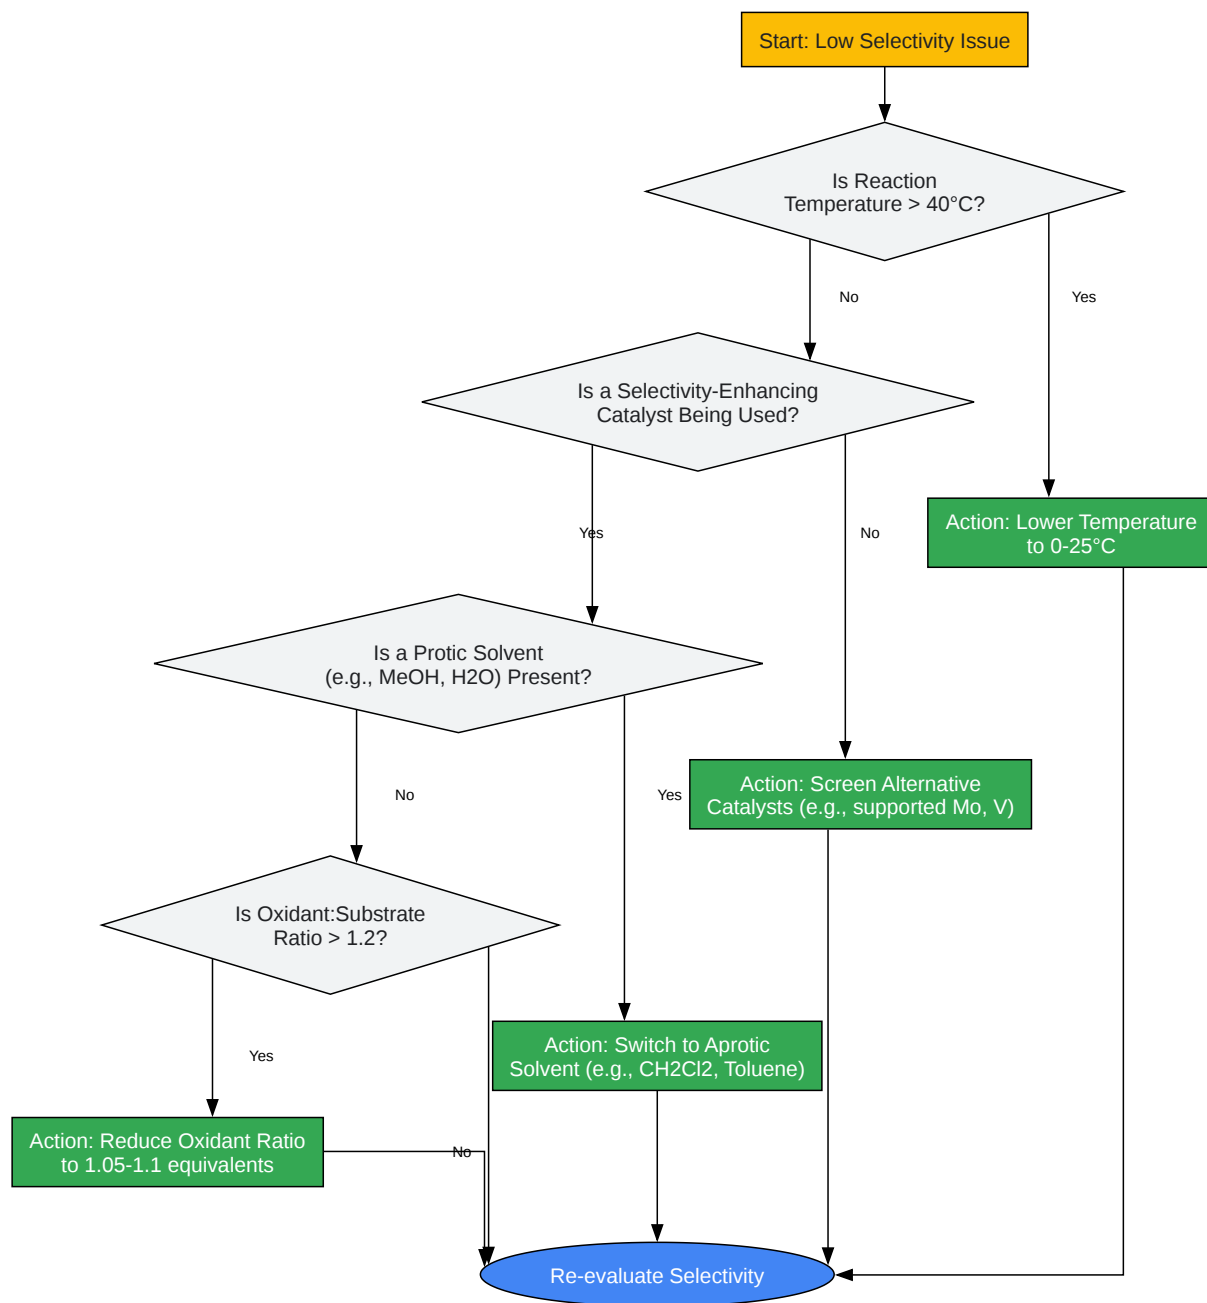 Start: Low Selectivity Issue
Is Reaction
Temperature > 40°C?
No
Yes
Is a Selectivity-Enhancing
Catalyst Being Used?
Yes
No
Action: Lower Temperature
to 0-25°C
Is a Protic Solvent
(e.g., MeOH, H2O) Present?
No
Yes
Action: Screen Alternative
Catalysts (e.g., supported Mo, V)
Is Oxidant:Substrate
Ratio > 1.2?
Yes
Action: Switch to Aprotic
Solvent (e.g., CH2Cl2, Toluene)
Action: Reduce Oxidant Ratio
to 1.05-1.1 equivalents
No
Re-evaluate Selectivity